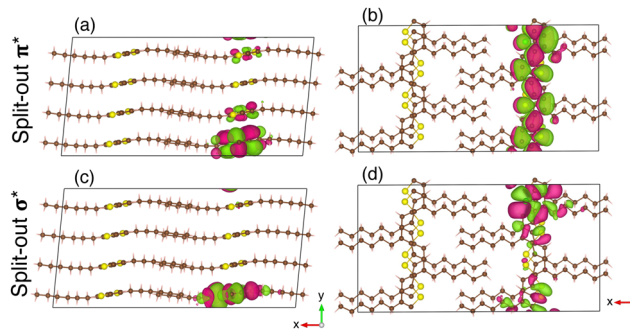 (a)
(b)
Split-out π*
(c)
(d)
Split-out σ*
y
x
x